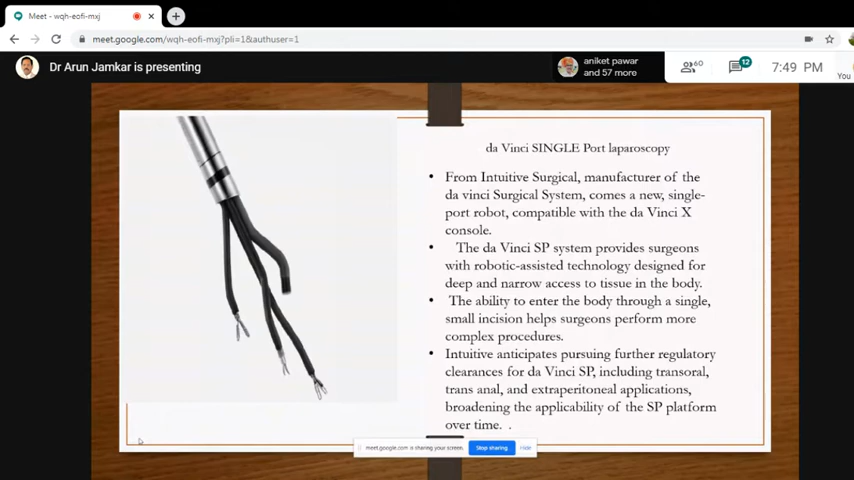 Meet - wqh-eofi-mxj
meet.google.com/wqh-eofi-mxj?pli=1&authuser=1
Dr Arun Jamkar is presenting
aniket pawar
and 57 more
60
12
7:49 PM
You
da Vinci SINGLE Port laparoscopy
• From Intuitive Surgical, manufacturer of the
da vinci Surgical System, comes a new, single-
port robot, compatible with the da Vinci X
console.
• The da Vinci SP system provides surgeons
with robotic-assisted technology designed for
deep and narrow access to tissue in the body.
• The ability to enter the body through a single,
small incision helps surgeons perform more
complex procedures.
• Intuitive anticipates pursuing further regulatory
clearances for da Vinci SP, including transoral,
trans anal, and extraperitoneal applications,
broadening the applicability of the SP platform
over time. .
meet.google.com is sharing your screen.
Stop sharing
Hide